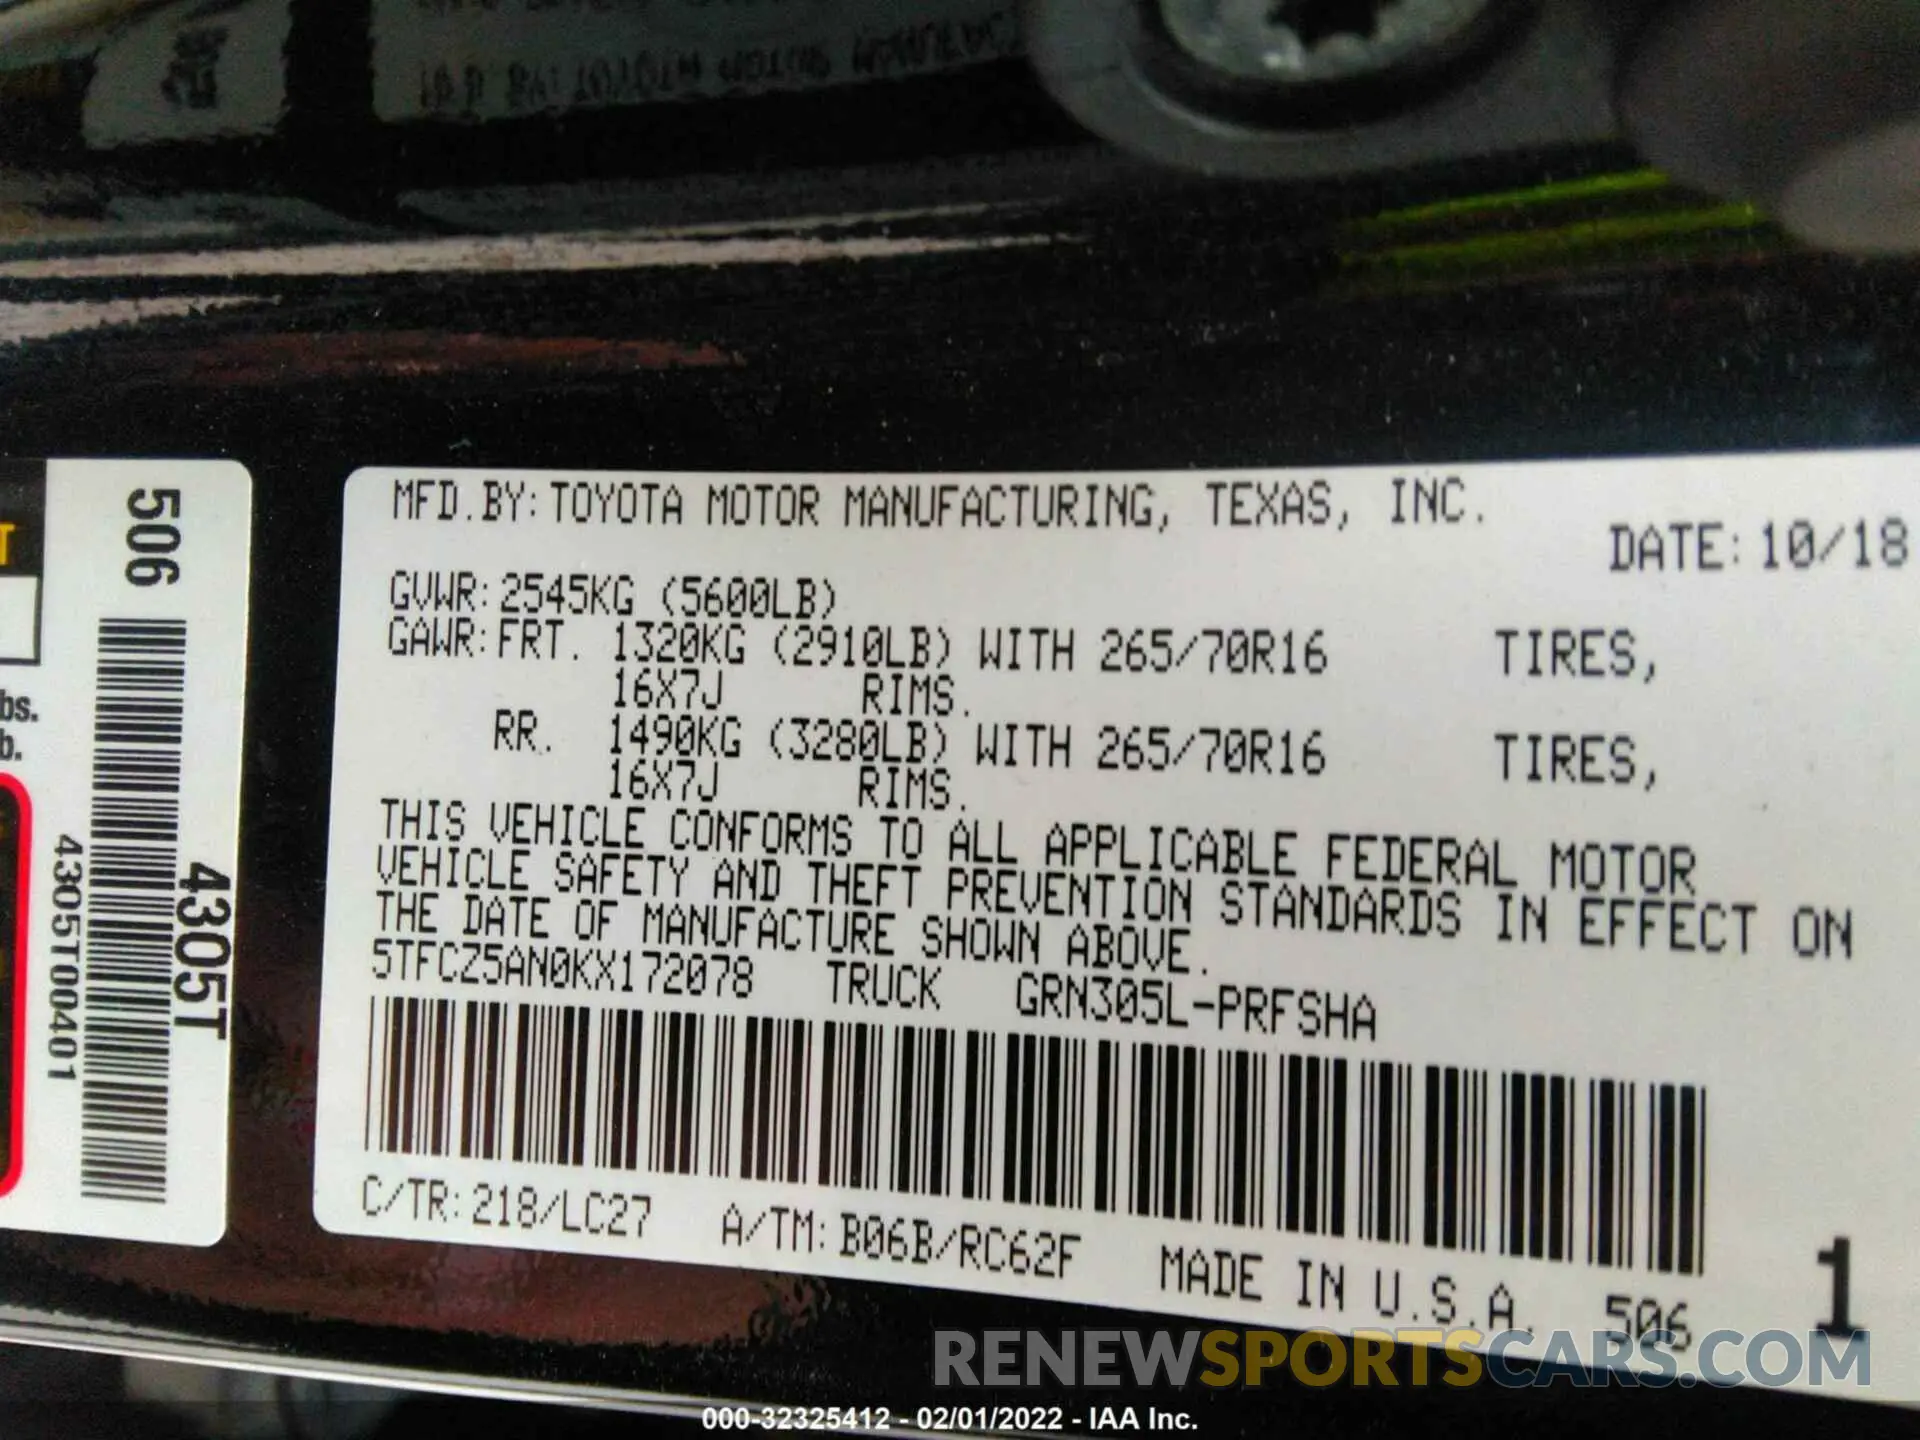 MFD.BY: TOYOTA MOTOR MANUFACTURING, TEXAS, INC.
DATE: 10/18
GVWR: 2545KG (5600LB)
GAWR: FRT. 1320KG (2910LB) WITH 265/70R16 TIRES,
16X7J RIMS.
RR. 1490KG (3280LB) WITH 265/70R16 TIRES,
16X7J RIMS.
THIS VEHICLE CONFORMS TO ALL APPLICABLE FEDERAL MOTOR
VEHICLE SAFETY AND THEFT PREVENTION STANDARDS IN EFFECT ON
THE DATE OF MANUFACTURE SHOWN ABOVE.
5TFCZ5AN0KX172078 TRUCK GRN305L-PRFSHA
C/TR: 218/LC27 A/TM: B06B/RC62F MADE IN U.S.A. 506
1
506
4305T
4305T00401
bs.
b.
T
RENEWSPORTSCARS.COM
000-32325412 - 02/01/2022 - IAA Inc.